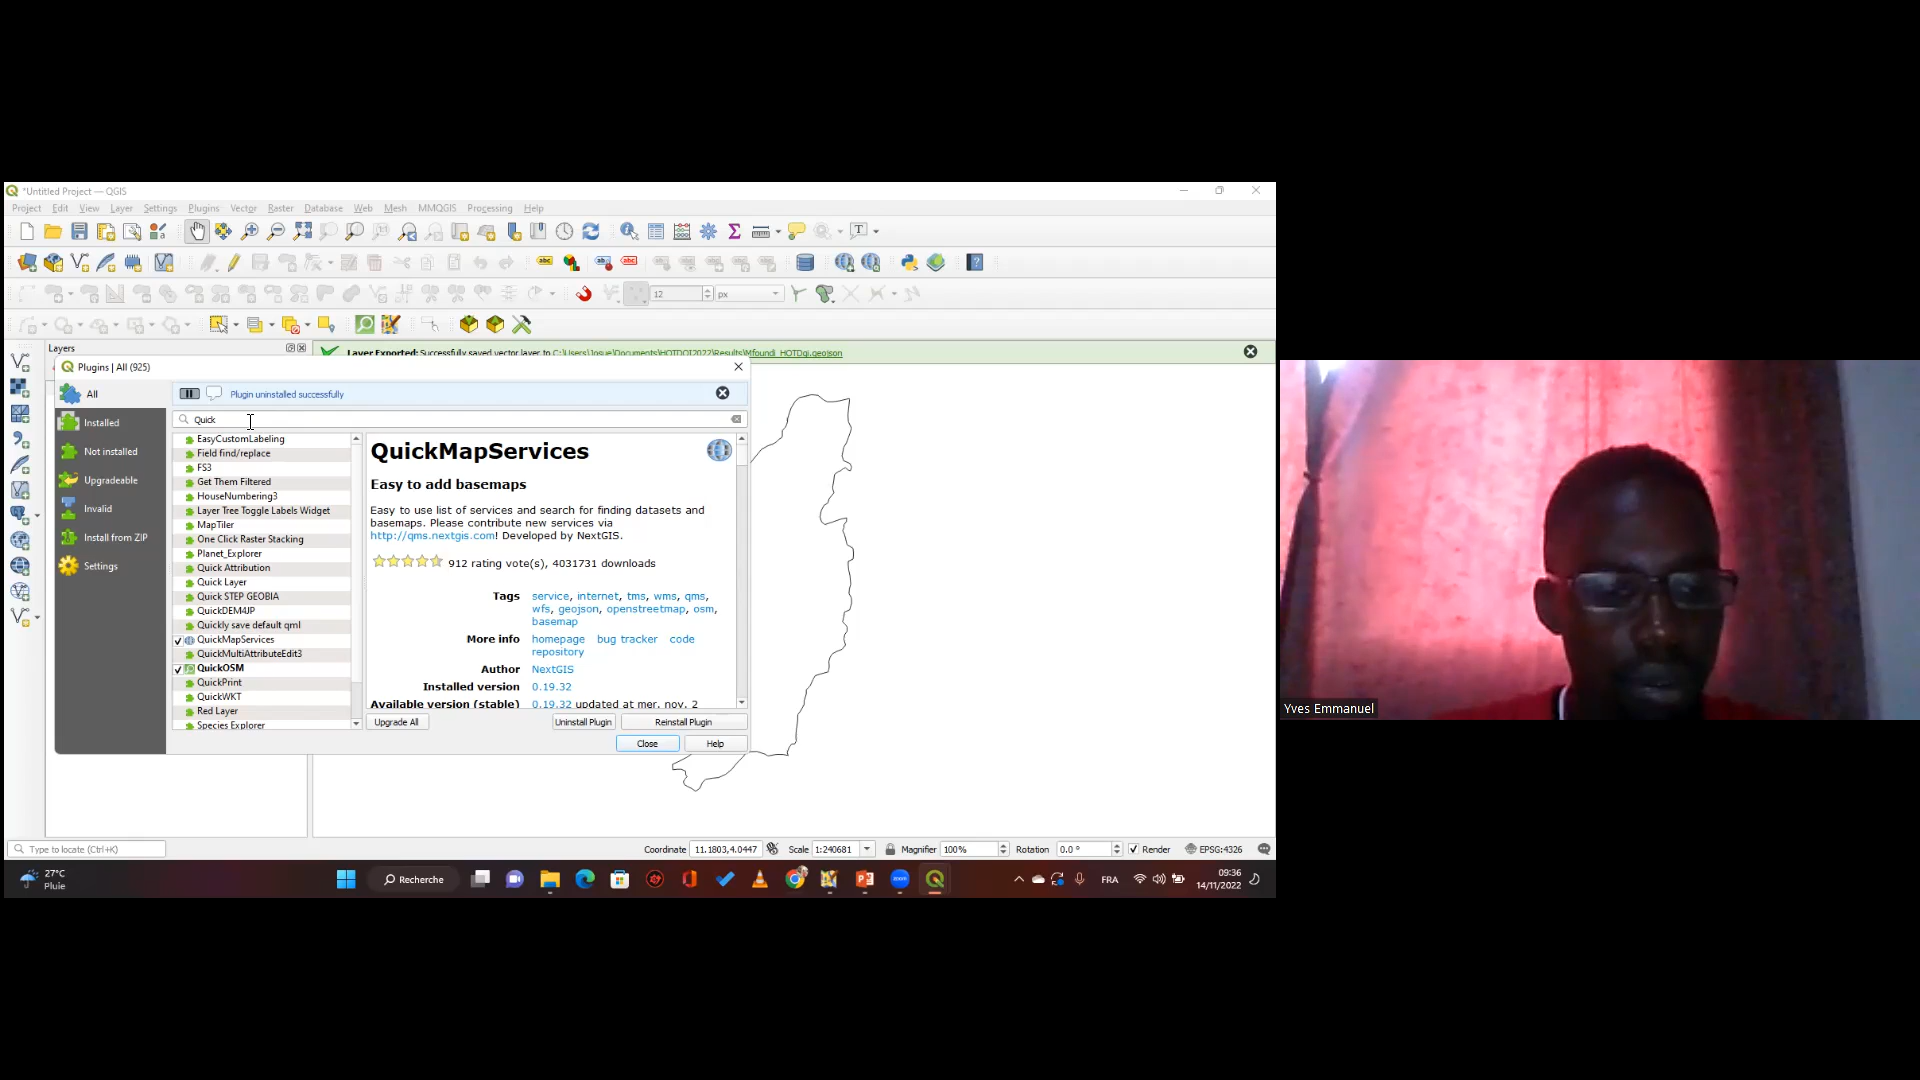 *Untitled Project — QGIS
Project Edit View Layer Settings Plugins Vector Raster Database Web Mesh MMQGIS Processing Help
12
px
Layers
Layer Exported: Successfully saved vector layer to C:\Users\Josue\Documents\HOTDQI2022\Results\Mfoundi_HOTDqi.geojson
Plugins | All (925)
All
Installed
Not installed
Upgradeable
Invalid
Install from ZIP
Settings
Plugin uninstalled successfully
Quick
EasyCustomLabeling
Field find/replace
FS3
Get Them Filtered
HouseNumbering3
Layer Tree Toggle Labels Widget
MapTiler
One Click Raster Stacking
Planet_Explorer
Quick Attribution
Quick Layer
Quick STEP GEOBIA
QuickDEM4JP
Quickly save default qml
QuickMapServices
QuickMultiAttributeEdit3
QuickOSM
QuickPrint
QuickWKT
Red Layer
Species Explorer
QuickMapServices
Easy to add basemaps
Easy to use list of services and search for finding datasets and
basemaps. Please contribute new services via
http://qms.nextgis.com! Developed by NextGIS.
912 rating vote(s), 4031731 downloads
Tags service, internet, tms, wms, qms,
wfs, geojson, openstreetmap, osm,
basemap
More info homepage bug tracker code
repository
Author NextGIS
Installed version 0.19.32
Available version (stable) 0.19.32 updated at mer. nov. 2
Upgrade All
Uninstall Plugin
Reinstall Plugin
Close
Help
Type to locate (Ctrl+K)
Coordinate 11.1803,4.0447 Scale 1:240681 Magnifier 100% Rotation 0.0 ° Render EPSG:4326
27°C
Pluie
Recherche
FRA
09:36
14/11/2022
Yves Emmanuel